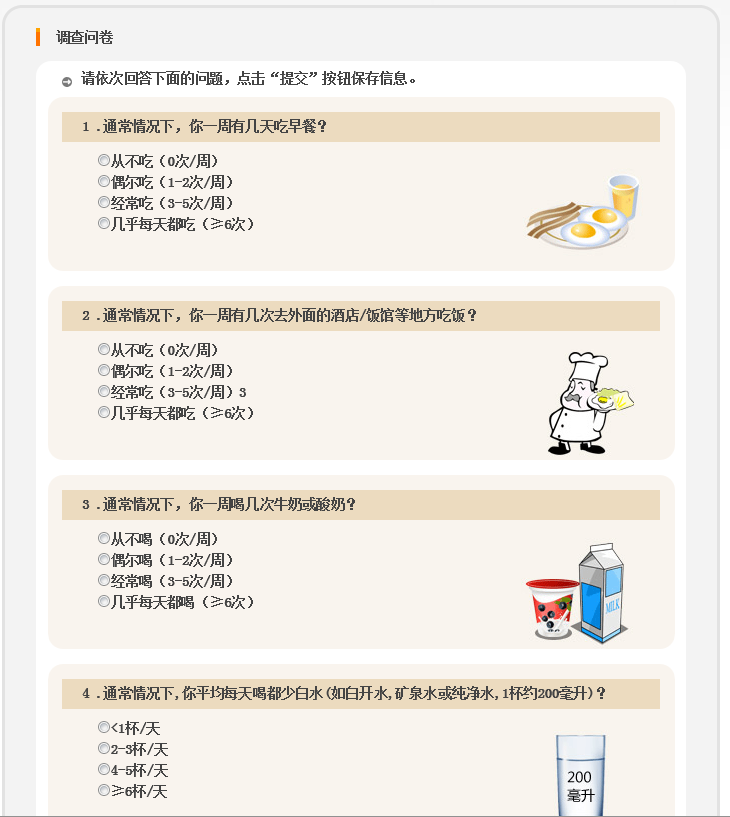 调查问卷
请依次回答下面的问题，点击“提交”按钮保存信息。
1 .通常情况下，你一周有几天吃早餐？
从不吃（0次/周）
偶尔吃（1-2次/周）
经常吃（3-5次/周）
几乎每天都吃（≥6次）
2 .通常情况下，你一周有几次去外面的酒店/饭馆等地方吃饭？
从不吃（0次/周）
偶尔吃（1-2次/周）
经常吃（3-5次/周）3
几乎每天都吃（≥6次）
3 .通常情况下，你一周喝几次牛奶或酸奶？
从不喝（0次/周）
偶尔喝（1-2次/周）
经常喝（3-5次/周）
几乎每天都喝（≥6次）
MILK
4 .通常情况下,你平均每天喝都少白水(如白开水,矿泉水或纯净水,1杯约200毫升)？
<1杯/天
2-3杯/天
4-5杯/天
≥6杯/天
200
毫升